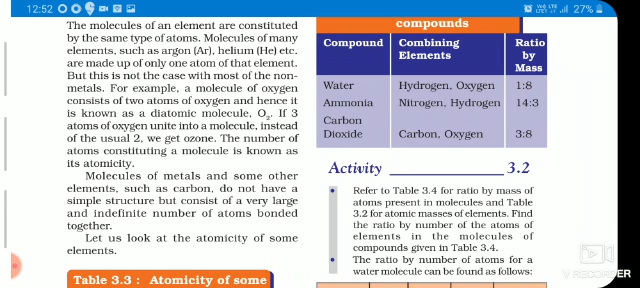 12:52
27%
The molecules of an element are constituted
by the same type of atoms. Molecules of many
elements, such as argon (Ar), helium (He) etc.
are made up of only one atom of that element.
But this is not the case with most of the non-
metals. For example, a molecule of oxygen
consists of two atoms of oxygen and hence it
is known as a diatomic molecule, O₂. If 3
atoms of oxygen unite into a molecule, instead
of the usual 2, we get ozone. The number of
atoms constituting a molecule is known as
its atomicity.
Molecules of metals and some other
elements, such as carbon, do not have a
simple structure but consist of a very large
and indefinite number of atoms bonded
together.
Let us look at the atomicity of some
elements.
Table 3.3 : Atomicity of some
compounds
Compound Combining Ratio
Elements by
Mass
Water Hydrogen, Oxygen 1:8
Ammonia Nitrogen, Hydrogen 14:3
Carbon
Dioxide Carbon, Oxygen 3:8
Activity ______________ 3.2
• Refer to Table 3.4 for ratio by mass of
atoms present in molecules and Table
3.2 for atomic masses of elements. Find
the ratio by number of the atoms of
elements in the molecules of
compounds given in Table 3.4.
• The ratio by number of atoms for a
water molecule can be found as follows:
V RECORDER